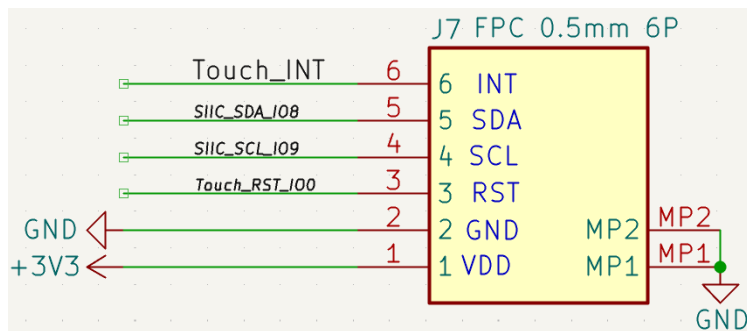 J7 FPC 0.5mm 6P
Touch_INT 6 6 INT
SIIC_SDA_IO8 5 5 SDA
SIIC_SCL_IO9 4 4 SCL
Touch_RST_IO0 3 3 RST
GND 2 2 GND MP2 MP2
+3V3 1 1 VDD MP1 MP1
GND